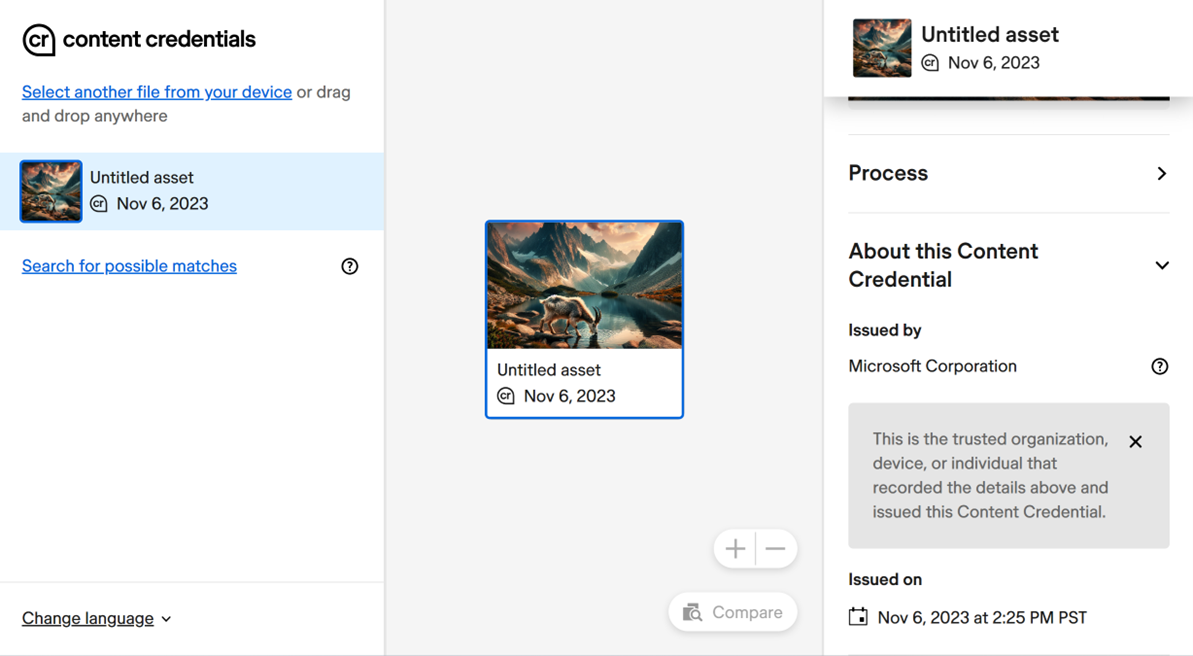 cr content credentials
Select another file from your device or drag
and drop anywhere
Untitled asset
cr Nov 6, 2023
Search for possible matches
?
Change language
Untitled asset
cr Nov 6, 2023
Compare
Untitled asset
cr Nov 6, 2023
Process
About this Content
Credential
Issued by
Microsoft Corporation
?
This is the trusted organization,
device, or individual that
recorded the details above and
issued this Content Credential.
Issued on
Nov 6, 2023 at 2:25 PM PST